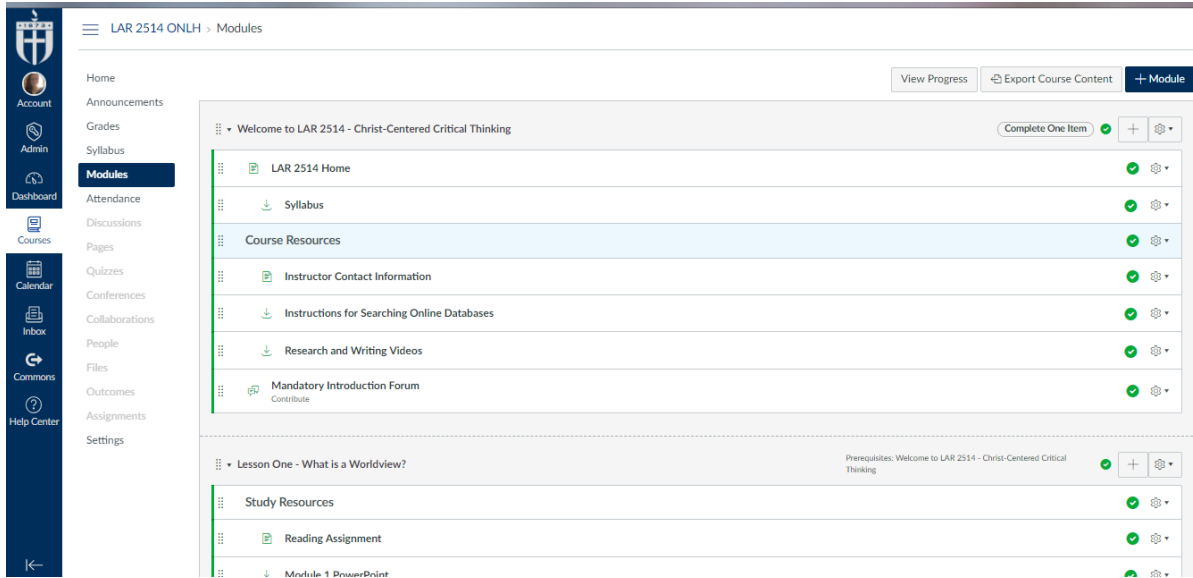 1873
LAR 2514 ONLH > Modules
Account
Admin
Dashboard
Courses
Calendar
Inbox
Commons
Help Center
Home
Announcements
Grades
Syllabus
Modules
Attendance
Discussions
Pages
Quizzes
Conferences
Collaborations
People
Files
Outcomes
Assignments
Settings
View Progress
Export Course Content
+ Module
Welcome to LAR 2514 - Christ-Centered Critical Thinking
Complete One Item
LAR 2514 Home
Syllabus
Course Resources
Instructor Contact Information
Instructions for Searching Online Databases
Research and Writing Videos
Mandatory Introduction Forum
Contribute
Lesson One - What is a Worldview?
Prerequisites: Welcome to LAR 2514 - Christ-Centered Critical
Thinking
Study Resources
Reading Assignment
Module 1 PowerPoint